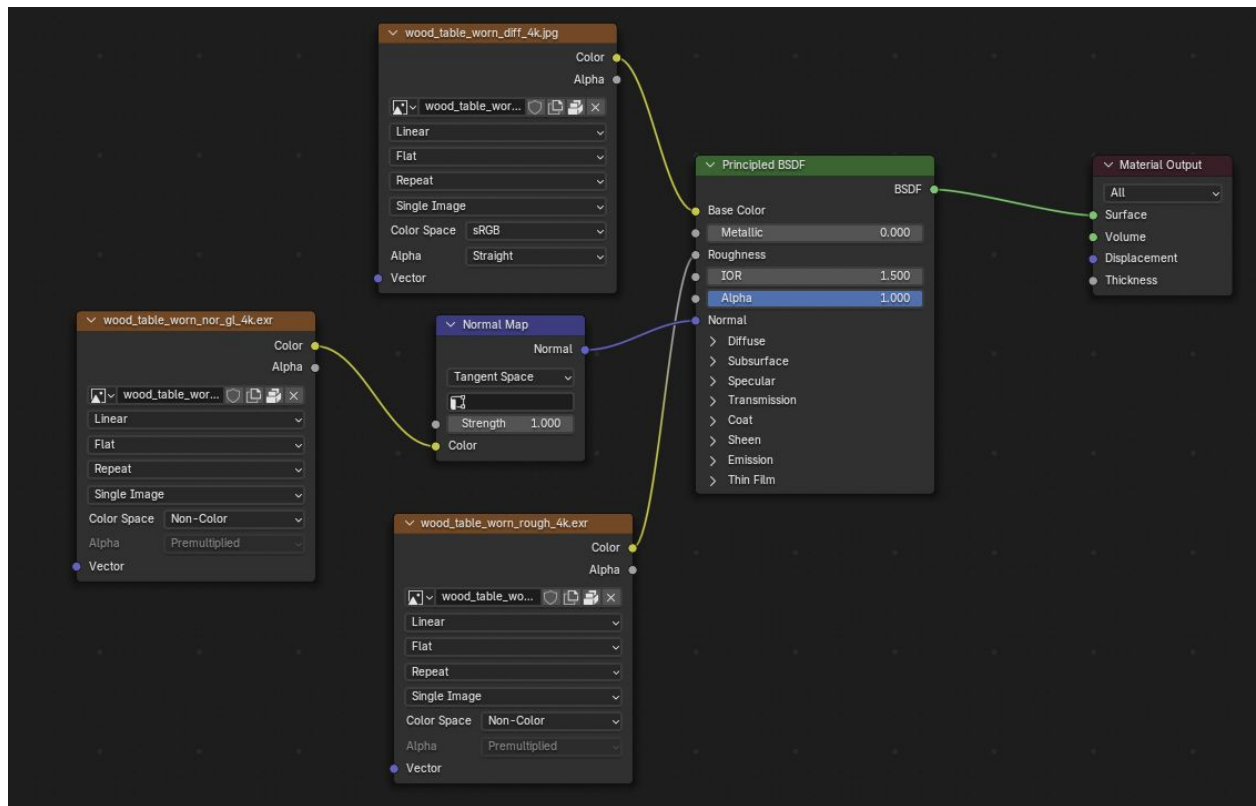 wood_table_worn_diff_4k.jpg
Color
Alpha
wood_table_wor...
Linear
Flat
Repeat
Single Image
Color Space sRGB
Alpha Straight
Vector
wood_table_worn_nor_gl_4k.exr
Color
Alpha
wood_table_wor...
Linear
Flat
Repeat
Single Image
Color Space Non-Color
Alpha Premultiplied
Vector
Normal Map
Normal
Tangent Space
Strength 1.000
Color
wood_table_worn_rough_4k.exr
Color
Alpha
wood_table_wo...
Linear
Flat
Repeat
Single Image
Color Space Non-Color
Alpha Premultiplied
Vector
Principled BSDF
BSDF
Base Color
Metallic 0.000
Roughness
IOR 1.500
Alpha 1.000
Normal
Diffuse
Subsurface
Specular
Transmission
Coat
Sheen
Emission
Thin Film
Material Output
All
Surface
Volume
Displacement
Thickness